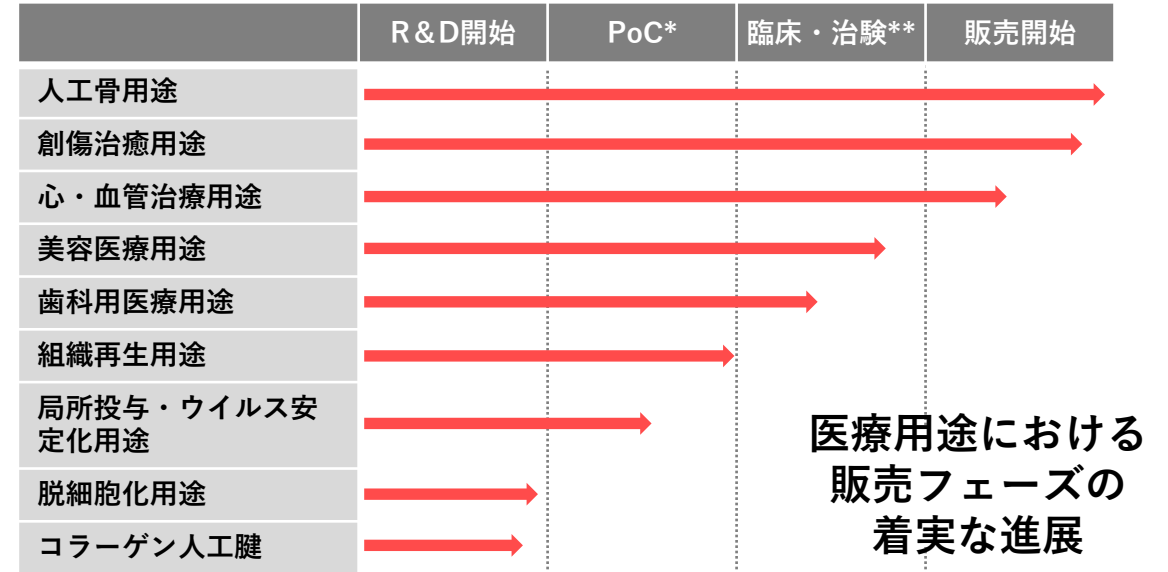 R&D開始 PoC* 臨床・治験** 販売開始
人工骨用途
創傷治癒用途
心・血管治療用途
美容医療用途
歯科用医療用途
組織再生用途
局所投与・ウイルス安
定化用途
脱細胞化用途
コラーゲン人工腱
医療用途における
販売フェーズの
着実な進展